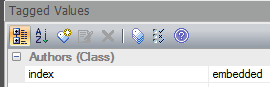 Tagged Values
Authors (Class)
index embedded